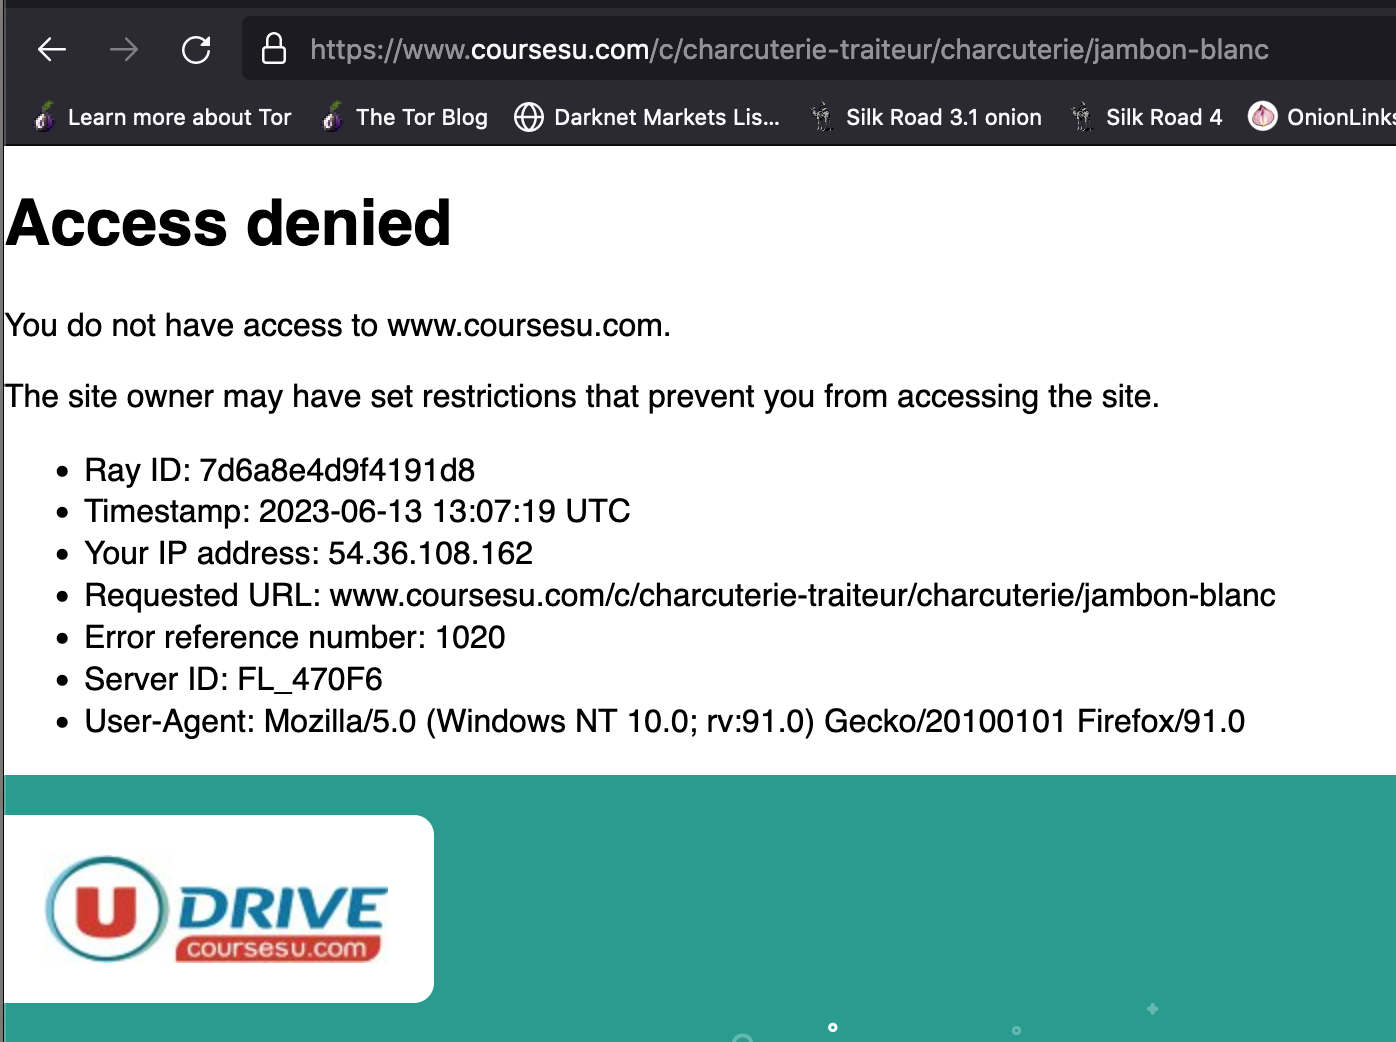 https://www.coursesu.com/c/charcuterie-traiteur/charcuterie/jambon-blanc
Learn more about Tor The Tor Blog Darknet Markets Lis... Silk Road 3.1 onion Silk Road 4 OnionLinks
Access denied
You do not have access to www.coursesu.com.
The site owner may have set restrictions that prevent you from accessing the site.
• Ray ID: 7d6a8e4d9f4191d8
• Timestamp: 2023-06-13 13:07:19 UTC
• Your IP address: 54.36.108.162
• Requested URL: www.coursesu.com/c/charcuterie-traiteur/charcuterie/jambon-blanc
• Error reference number: 1020
• Server ID: FL_470F6
• User-Agent: Mozilla/5.0 (Windows NT 10.0; rv:91.0) Gecko/20100101 Firefox/91.0
U DRIVE
coursesu.com